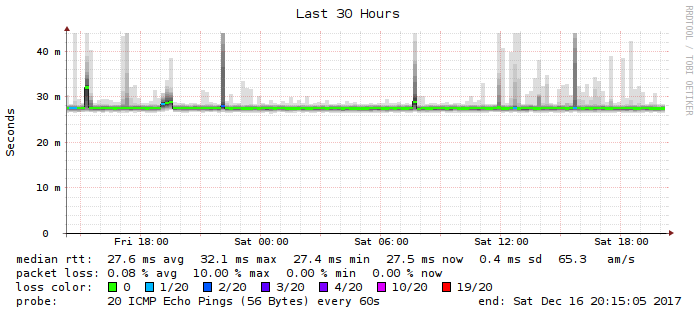 Last 30 Hours
RRDTOOL / TOBI OETIKER
Seconds
40 m
30 m
20 m
10 m
0
Fri 18:00 Sat 00:00 Sat 06:00 Sat 12:00 Sat 18:00
median rtt: 27.6 ms avg 32.1 ms max 27.4 ms min 27.5 ms now 0.4 ms sd 65.3 am/s
packet loss: 0.08 % avg 10.00 % max 0.00 % min 0.00 % now
loss color: 0 1/20 2/20 3/20 4/20 10/20 19/20
probe: 20 ICMP Echo Pings (56 Bytes) every 60s end: Sat Dec 16 20:15:05 2017